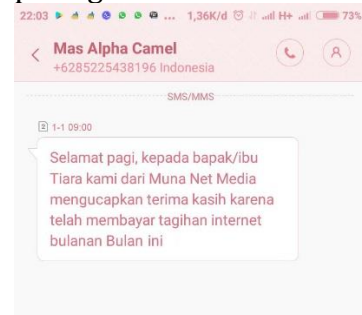 22:03 ... 1,36K/d H+ 73%
Mas Alpha Camel
+6285225438196 Indonesia
SMS/MMS
2 1-1 09:00
Selamat pagi, kepada bapak/ibu
Tiara kami dari Muna Net Media
mengucapkan terima kasih karena
telah membayar tagihan internet
bulanan Bulan ini